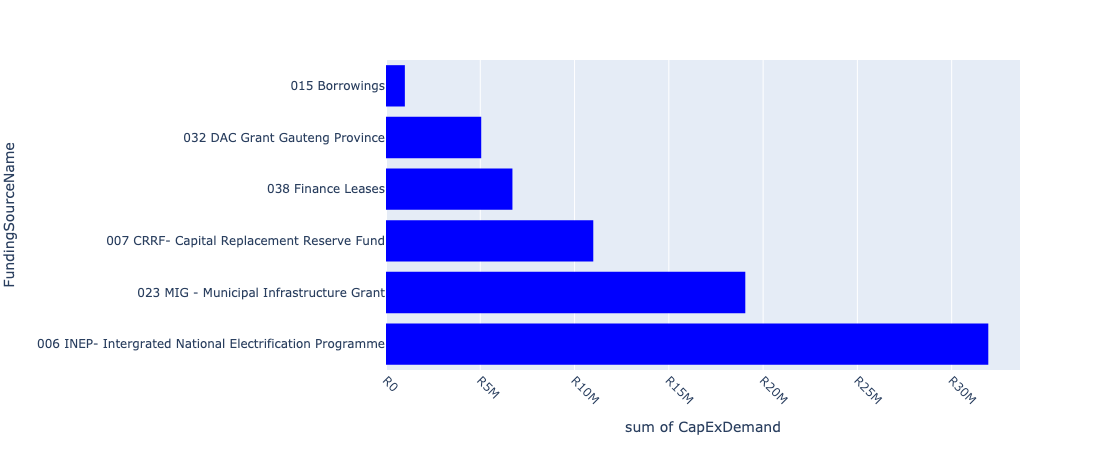 015 Borrowings
032 DAC Grant Gauteng Province
038 Finance Leases
007 CRRF- Capital Replacement Reserve Fund
023 MIG - Municipal Infrastructure Grant
006 INEP- Intergrated National Electrification Programme
FundingSourceName
R0
R5M
R10M
R15M
R20M
R25M
R30M
sum of CapExDemand